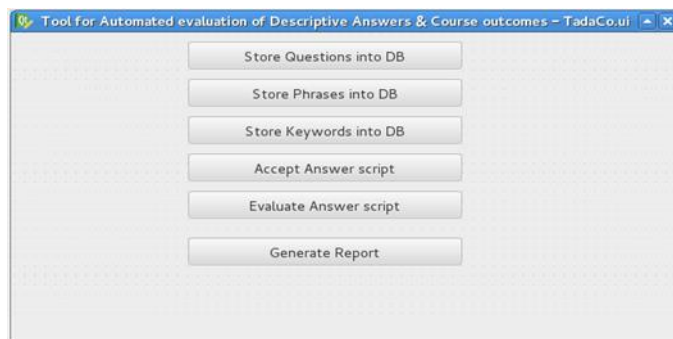 Tool for Automated evaluation of Descriptive Answers & Course outcomes – TadaCo.ui
Store Questions into DB
Store Phrases into DB
Store Keywords into DB
Accept Answer script
Evaluate Answer script
Generate Report